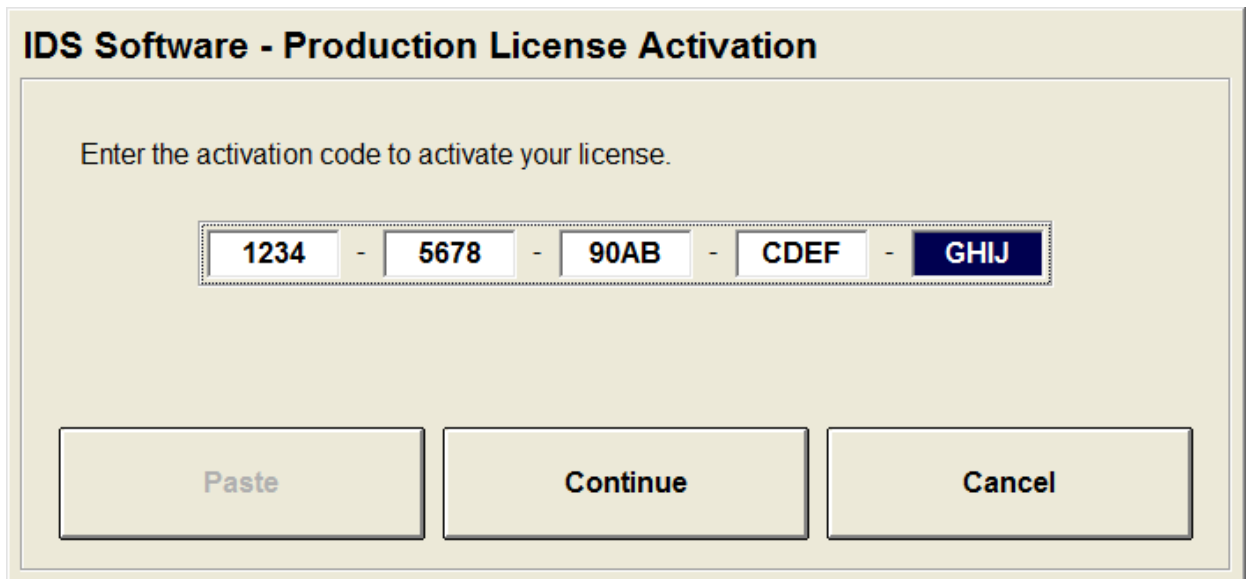 IDS Software - Production License Activation
Enter the activation code to activate your license.
1234 - 5678 - 90AB - CDEF - GHIJ
Paste Continue Cancel